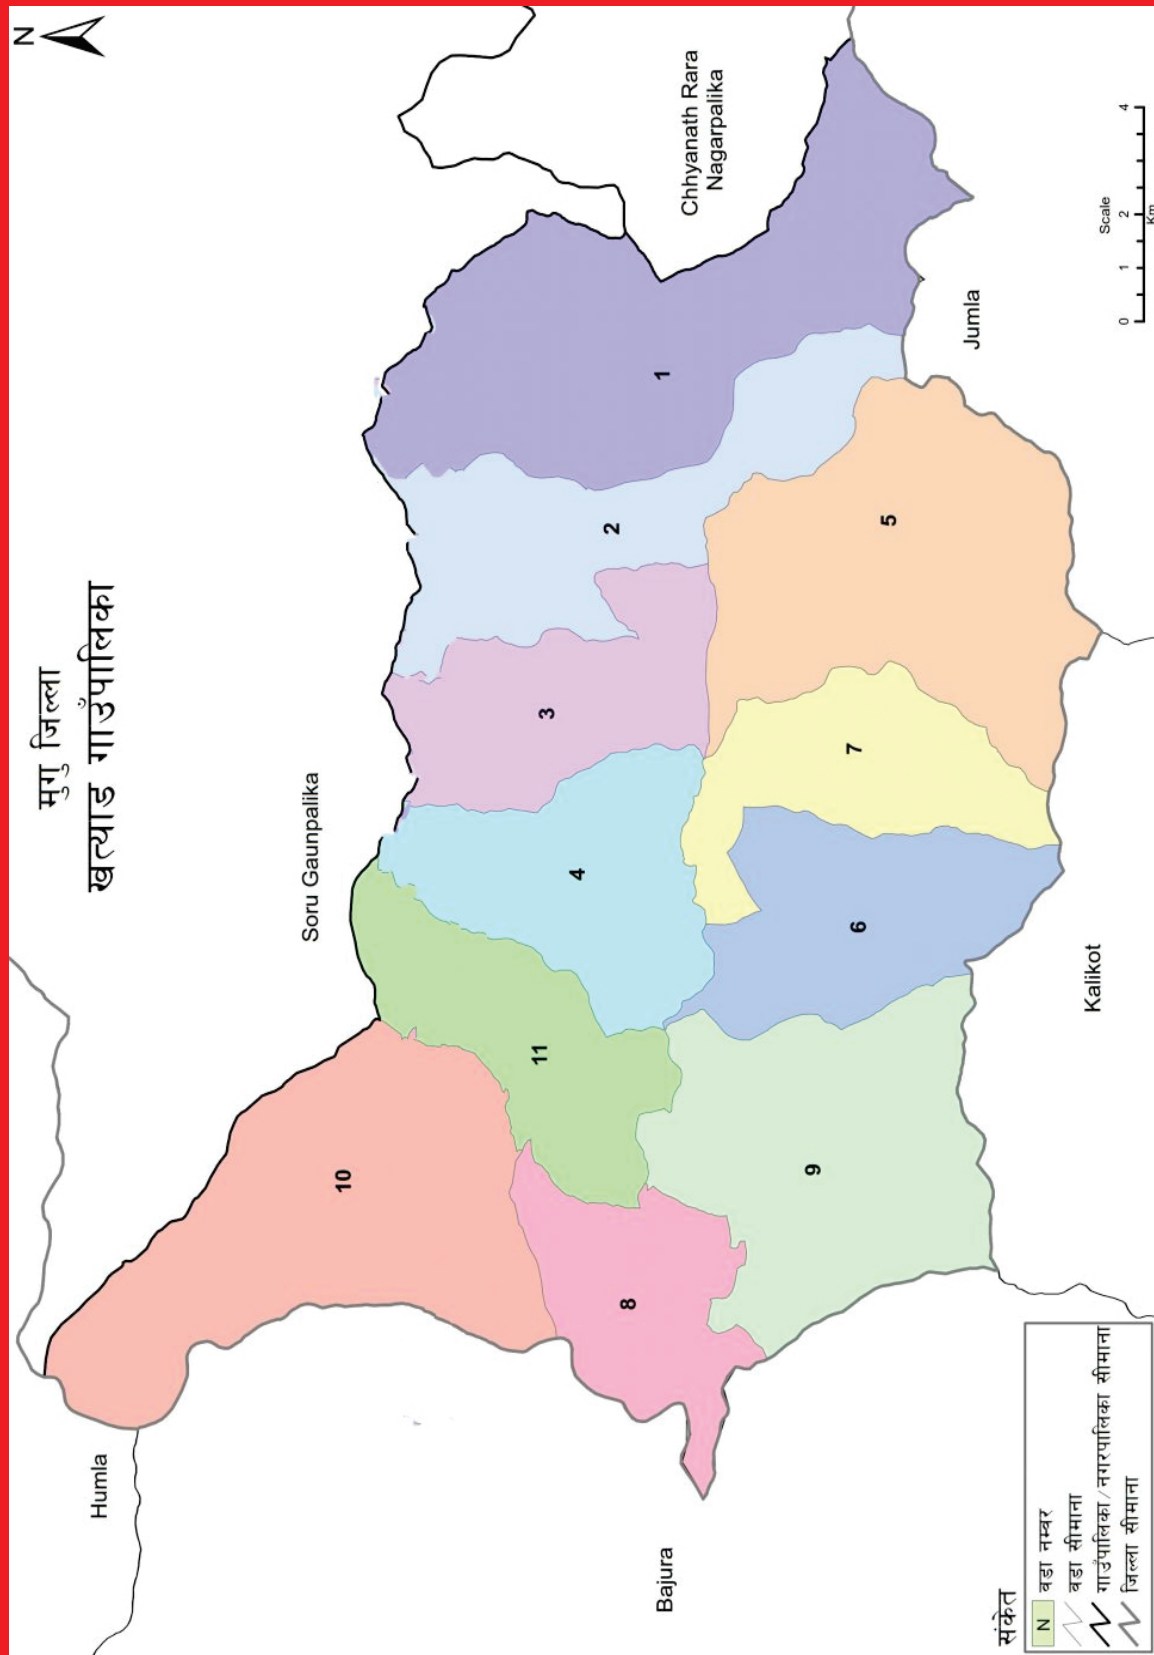 मुगु जिल्ला
खत्याड गाउँपालिका
N
Humla
Soru Gaunpalika
Chhyanath Rara
Nagarpalika
10
11
4
3
2
1
8
9
6
7
5
Bajura
Kalikot
Jumla
Scale
0 1 2 4
Km
संकेत
N वडा नम्बर
वडा सीमाना
गाउँपालिका/नगरपालिका सीमाना
जिल्ला सीमाना